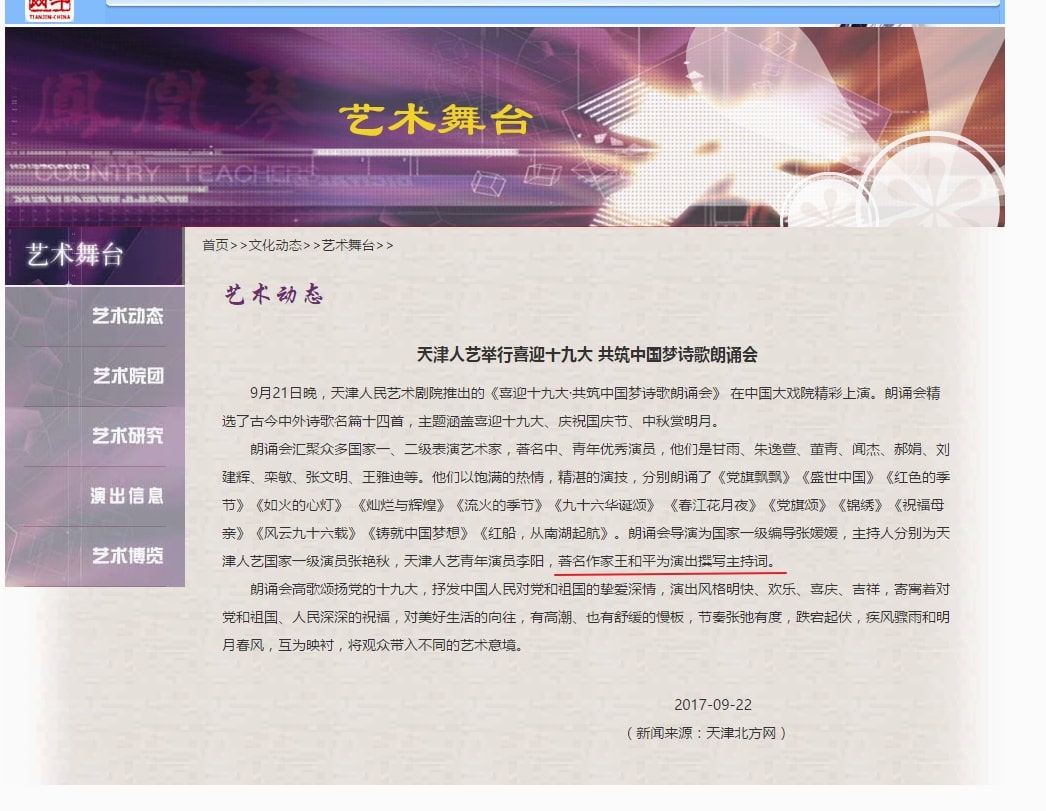 TIANJIN·CHINA
鳳凰琴
艺术舞台
COUNTRY TEACHER
艺术舞台
艺术动态
艺术院团
艺术研究
演出信息
艺术博览
首页>>文化动态>>艺术舞台>>
艺术动态
天津人艺举行喜迎十九大 共筑中国梦诗歌朗诵会
9月21日晚，天津人民艺术剧院推出的《喜迎十九大·共筑中国梦诗歌朗诵会》 在中国大戏院精彩上演。朗诵会精
选了古今中外诗歌名篇十四首，主题涵盖喜迎十九大、庆祝国庆节、中秋赏明月。
朗诵会汇聚众多国家一、二级表演艺术家，著名中、青年优秀演员，他们是甘雨、朱逸萱、董青、闻杰、郝娟、刘
建辉、栾敏、张文明、王雅迪等。他们以饱满的热情，精湛的演技，分别朗诵了《党旗飘飘》《盛世中国》《红色的季
节》《如火的心灯》 《灿烂与辉煌》《流火的季节》《九十六华诞颂》 《春江花月夜》《党旗颂》《锦绣》《祝福母
亲》《风云九十六载》《铸就中国梦想》《红船，从南湖起航》。朗诵会导演为国家一级编导张媛媛，主持人分别为天
津人艺国家一级演员张艳秋，天津人艺青年演员李阳，著名作家王和平为演出撰写主持词。
朗诵会高歌颂扬党的十九大，抒发中国人民对党和祖国的挚爱深情，演出风格明快、欢乐、喜庆、吉祥，寄寓着对
党和祖国、人民深深的祝福，对美好生活的向往，有高潮、也有舒缓的慢板，节奏张弛有度，跌宕起伏，疾风骤雨和明
月春风，互为映衬，将观众带入不同的艺术意境。
2017-09-22
（新闻来源：天津北方网）